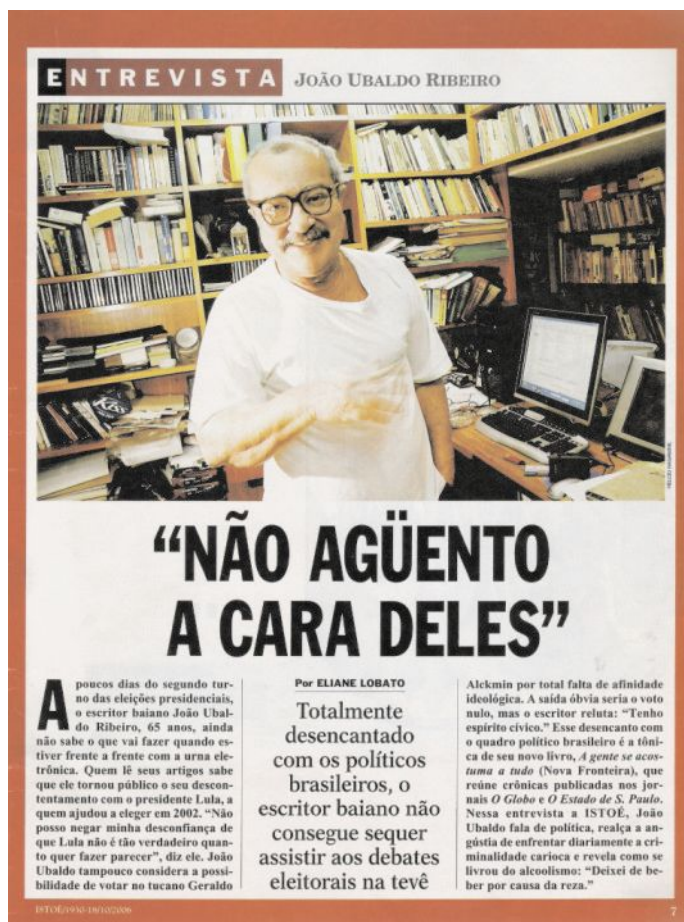 ENTREVISTA JOÃO UBALDO RIBEIRO
“NÃO AGÜENTO
A CARA DELES”
A poucos dias do segundo tur-
no das eleições presidenciais,
o escritor baiano João Ubal-
do Ribeiro, 65 anos, ainda
não sabe o que vai fazer quando es-
tiver frente a frente com a urna ele-
trônica. Quem lê seus artigos sabe
que ele tornou público o seu descon-
tentamento com o presidente Lula, a
quem ajudou a eleger em 2002. “Não
posso negar minha desconfiança de
que Lula não é tão verdadeiro quan-
to quer fazer parecer”, diz ele. João
Ubaldo tampouco considera a possi-
bilidade de votar no tucano Geraldo
Por ELIANE LOBATO
Totalmente
desencantado
com os políticos
brasileiros, o
escritor baiano não
consegue sequer
assistir aos debates
eleitorais na tevê
Alckmin por total falta de afinidade
ideológica. A saída óbvia seria o voto
nulo, mas o escritor reluta: “Tenho
espírito cívico.” Esse desencanto com
o quadro político brasileiro é a tôni-
ca de seu novo livro, A gente se acos-
tuma a tudo (Nova Fronteira), que
reúne crônicas publicadas nos jor-
nais O Globo e O Estado de S. Paulo.
Nessa entrevista a ISTOÉ, João
Ubaldo fala de política, realça a an-
gústia de enfrentar diariamente a cri-
minalidade carioca e revela como se
livrou do alcoolismo: “Deixei de be-
ber por causa da reza.”
ISTOÉ/1930-18/10/2006
7